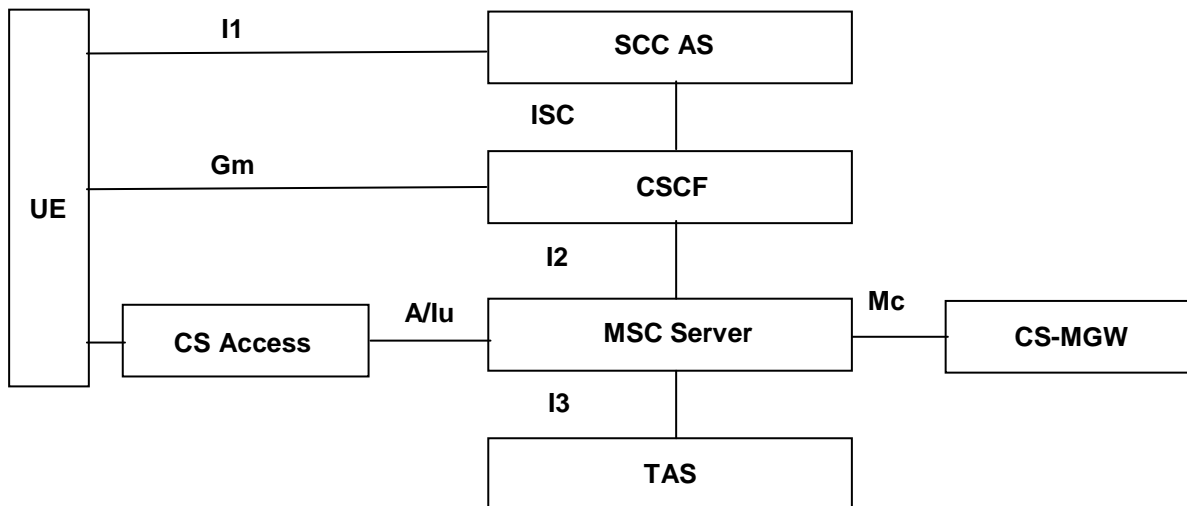 I1
SCC AS
ISC
Gm
CSCF
UE
I2
A/Iu
Mc
CS Access
MSC Server
CS-MGW
I3
TAS